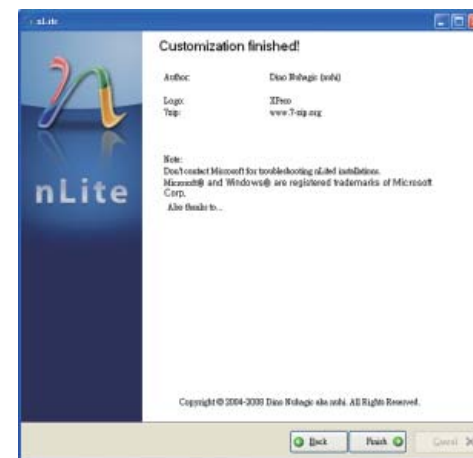 nLite
Customization finished!
Author: Dino Nuhagic (nuhi)
Logo: XPero
7zip: www.7-zip.org
Note:
Don't contact Microsoft for troubleshooting nLited installations.
Microsoft® and Windows® are registered trademarks of Microsoft
Corp.
Also thanks to...
nLite
Copyright © 2004-2008 Dino Nuhagic aka nuhi. All Rights Reserved.
Back Finish Cancel